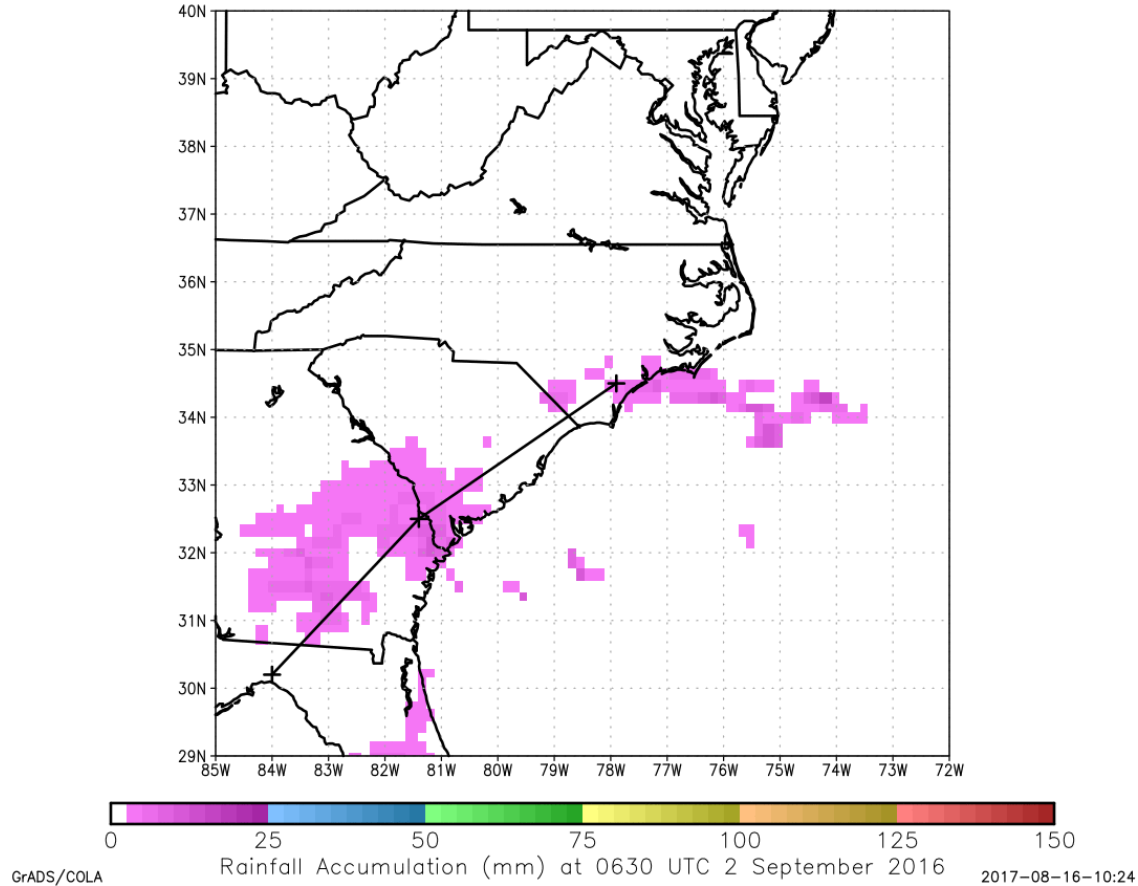 40N
39N
38N
37N
36N
35N
34N
33N
32N
31N
30N
29N
85W 84W 83W 82W 81W 80W 79W 78W 77W 76W 75W 74W 73W 72W
0 25 50 75 100 125 150
Rainfall Accumulation (mm) at 0630 UTC 2 September 2016
GrADS/COLA 2017-08-16-10:24